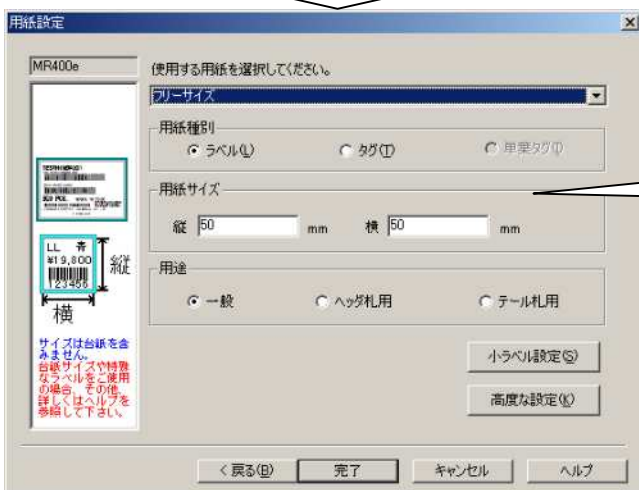 用紙設定
MR400e
使用する用紙を選択してください。
フリーサイズ
用紙種別
ラベル(L)
タグ(T)
単葉タグ(I)
用紙サイズ
縦 50 mm 横 50 mm
用途
一般
ヘッダ札用
テール札用
小ラベル設定(S)
高度な設定(K)
LL 青
¥19,800
123456
縦
横
サイズは台紙を含
みません。
台紙サイズや特殊
なラベルをご使用
の場合、その他、
詳しくはヘルプを
参照して下さい。
< 戻る(B)
完了
キャンセル
ヘルプ